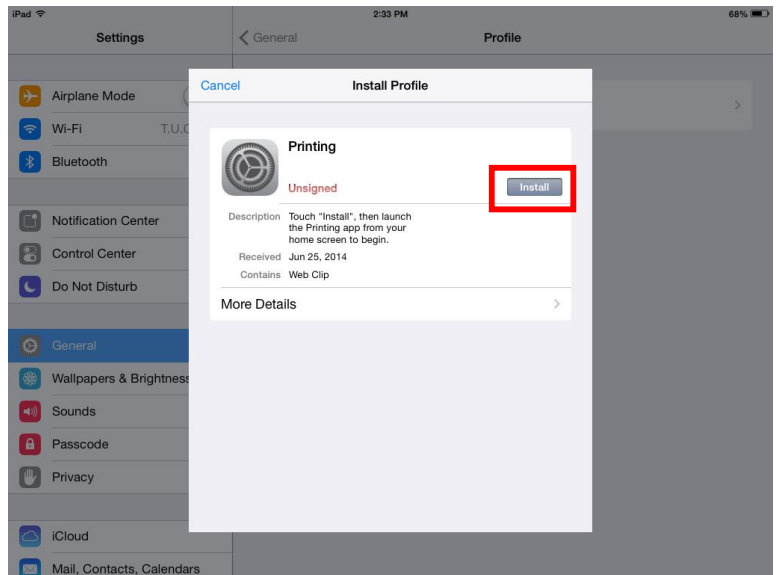 iPad 2:33 PM 68%
Settings General Profile
Cancel Install Profile
Airplane Mode
Wi-Fi
Bluetooth
Notification Center
Control Center
Do Not Disturb
General
Wallpapers & Brightness
Sounds
Passcode
Privacy
iCloud
Mail, Contacts, Calendars
Printing
Unsigned Install
Description Touch "Install", then launch
the Printing app from your
home screen to begin.
Received Jun 25, 2014
Contains Web Clip
More Details